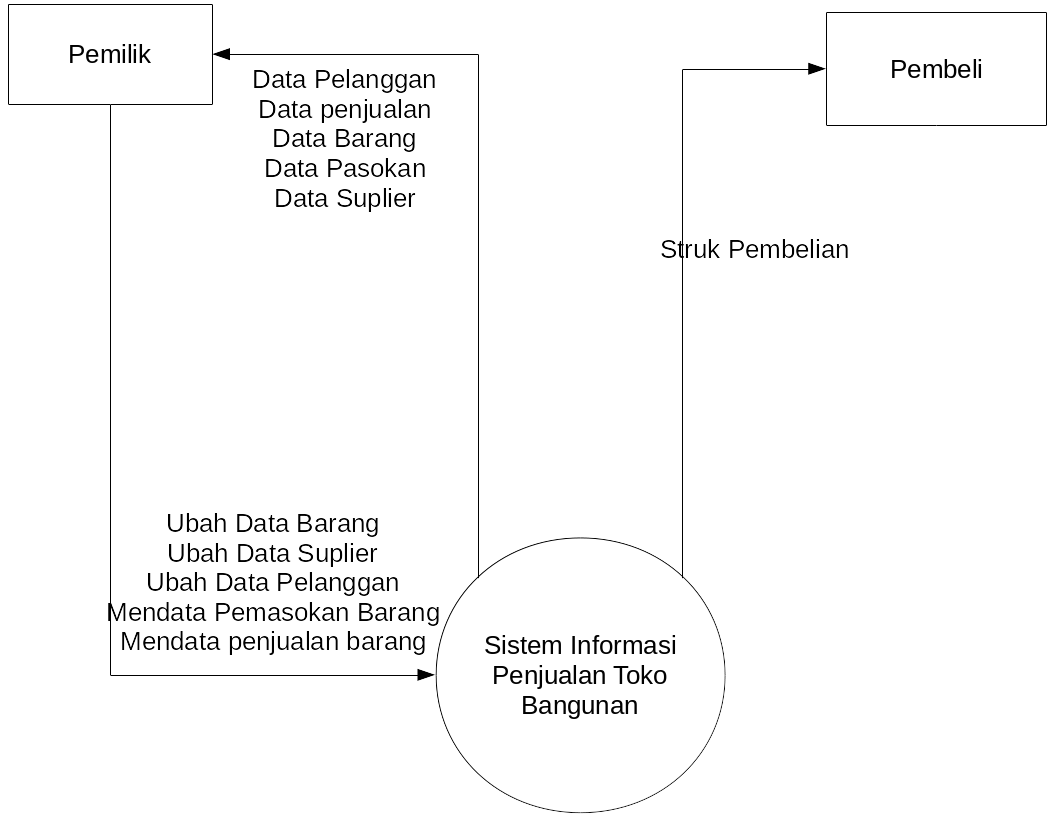 Pemilik
Pembeli
Data Pelanggan
Data penjualan
Data Barang
Data Pasokan
Data Suplier
Struk Pembelian
Ubah Data Barang
Ubah Data Suplier
Ubah Data Pelanggan
Mendata Pemasokan Barang
Mendata penjualan barang
Sistem Informasi
Penjualan Toko
Bangunan